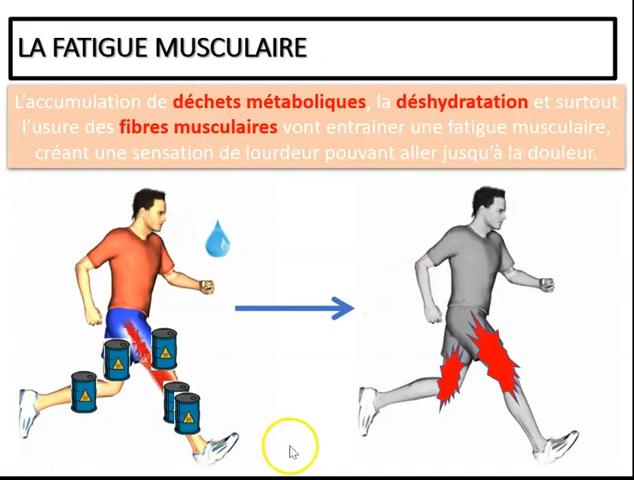 LA FATIGUE MUSCULAIRE
L'accumulation de déchets métaboliques, la déshydratation et surtout
l'usure des fibres musculaires vont entrainer une fatigue musculaire,
créant une sensation de lourdeur pouvant aller jusqu'à la douleur.